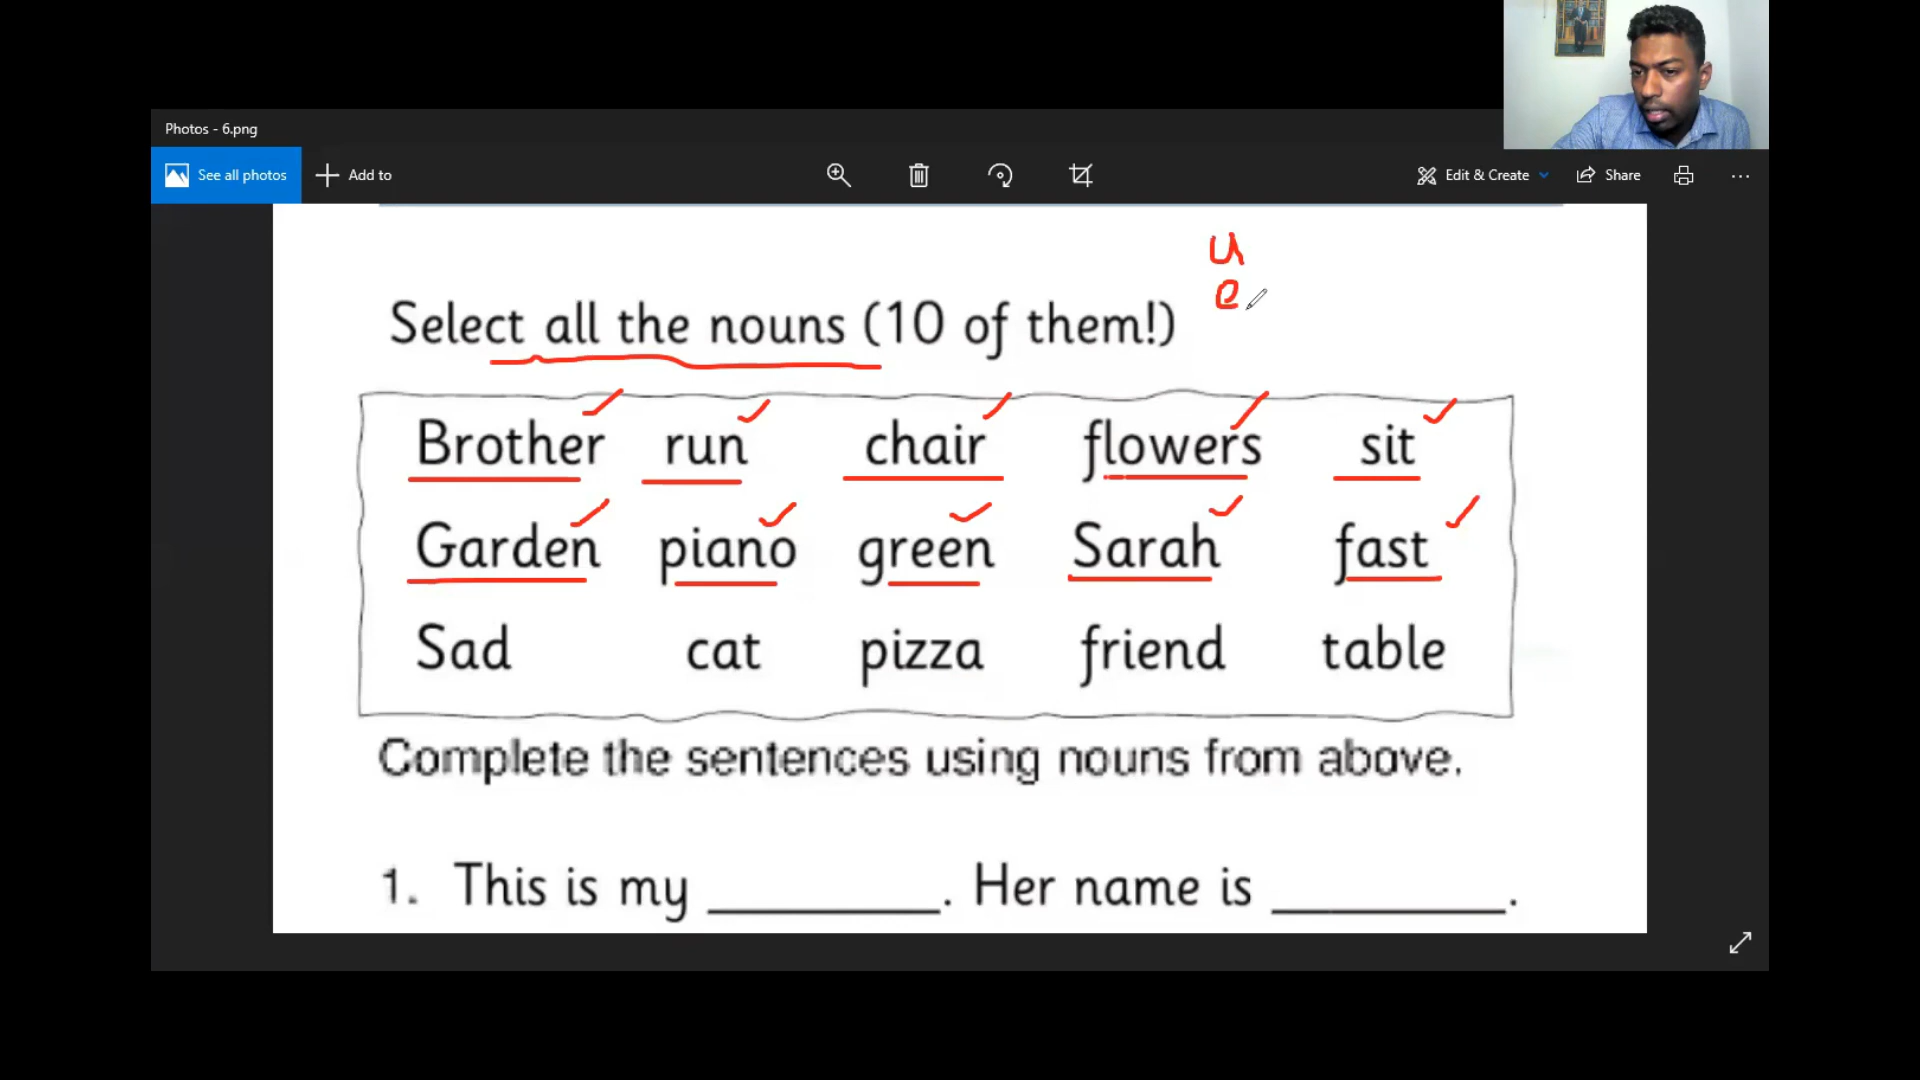 Photos - 6.png
See all photos Add to Edit & Create Share
u
e
Select all the nouns (10 of them!)
Brother run chair flowers sit
Garden piano green Sarah fast
Sad cat pizza friend table
Complete the sentences using nouns from above.
1. This is my ________. Her name is ________.